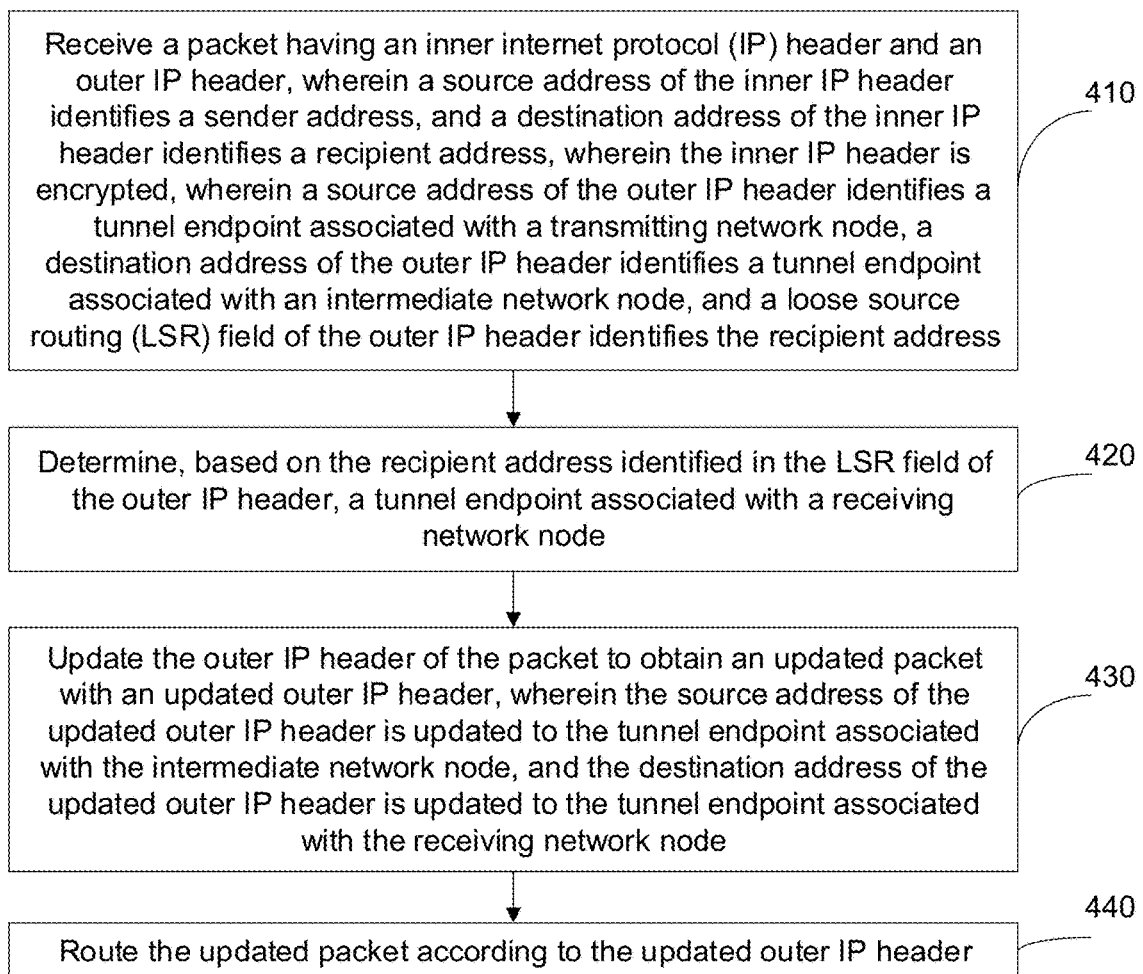 Receive a packet having an inner internet protocol (IP) header and an
outer IP header, wherein a source address of the inner IP header
identifies a sender address, and a destination address of the inner IP
header identifies a recipient address, wherein the inner IP header is
encrypted, wherein a source address of the outer IP header identifies a
tunnel endpoint associated with a transmitting network node, a
destination address of the outer IP header identifies a tunnel endpoint
associated with an intermediate network node, and a loose source
routing (LSR) field of the outer IP header identifies the recipient address
410
Determine, based on the recipient address identified in the LSR field of
the outer IP header, a tunnel endpoint associated with a receiving
network node
420
Update the outer IP header of the packet to obtain an updated packet
with an updated outer IP header, wherein the source address of the
updated outer IP header is updated to the tunnel endpoint associated
with the intermediate network node, and the destination address of the
updated outer IP header is updated to the tunnel endpoint associated
with the receiving network node
430
Route the updated packet according to the updated outer IP header
440